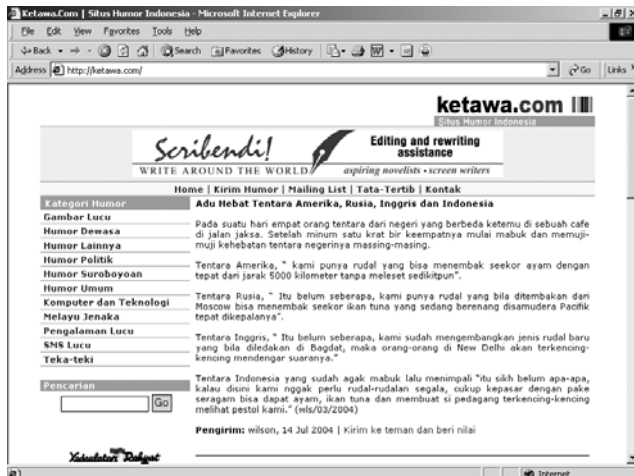 Ketawa.Com | Situs Humor Indonesia - Microsoft Internet Explorer
File Edit View Favorites Tools Help
Back Search Favorites History
Address http://ketawa.com/ Go Links
ketawa.com
Situs Humor Indonesia
Scribendi!
WRITE AROUND THE WORLD
Editing and rewriting
assistance
aspiring novelists • screen writers
Home | Kirim Humor | Mailing List | Tata-Tertib | Kontak
Kategori Humor
Gambar Lucu
Humor Dewasa
Humor Lainnya
Humor Politik
Humor Suroboyoan
Humor Umum
Komputer dan Teknologi
Melayu Jenaka
Pengalaman Lucu
SMS Lucu
Teka-teki
Pencarian
Go
Adu Hebat Tentara Amerika, Rusia, Inggris dan Indonesia
Pada suatu hari empat orang tentara dari negeri yang berbeda ketemu di sebuah cafe
di jalan jaksa. Setelah minum satu krat bir keempatnya mulai mabuk dan memuji-
muji kehebatan tentara negerinya massing-masing.
Tentara Amerika, " kami punya rudal yang bisa menembak seekor ayam dengan
tepat dari jarak 5000 kilometer tanpa meleset sedikitpun".
Tentara Rusia, " Itu belum seberapa, kami punya rudal yang bila ditembakan dari
Moscow bisa menembak seekor ikan tuna yang sedang berenang disamudera Pacifik
tepat dikepalanya".
Tentara Inggris, " Itu belum seberapa, kami sudah mengembangkan jenis rudal baru
yang bila diledakan di Bagdat, maka orang-orang di New Delhi akan terkencing-
kencing mendengar suaranya."
Tentara Indonesia yang sudah agak mabuk lalu menimpali "itu sikh belum apa-apa,
kalau disini kami nggak perlu rudal-rudalan segala, cukup kepasar dengan pake
seragam bisa dapat ayam, ikan tuna dan membuat si pedagang terkencing-kencing
melihat pestol kami." (wls/03/2004)
Pengirim: wilson, 14 Jul 2004 | Kirim ke teman dan beri nilai
Internet